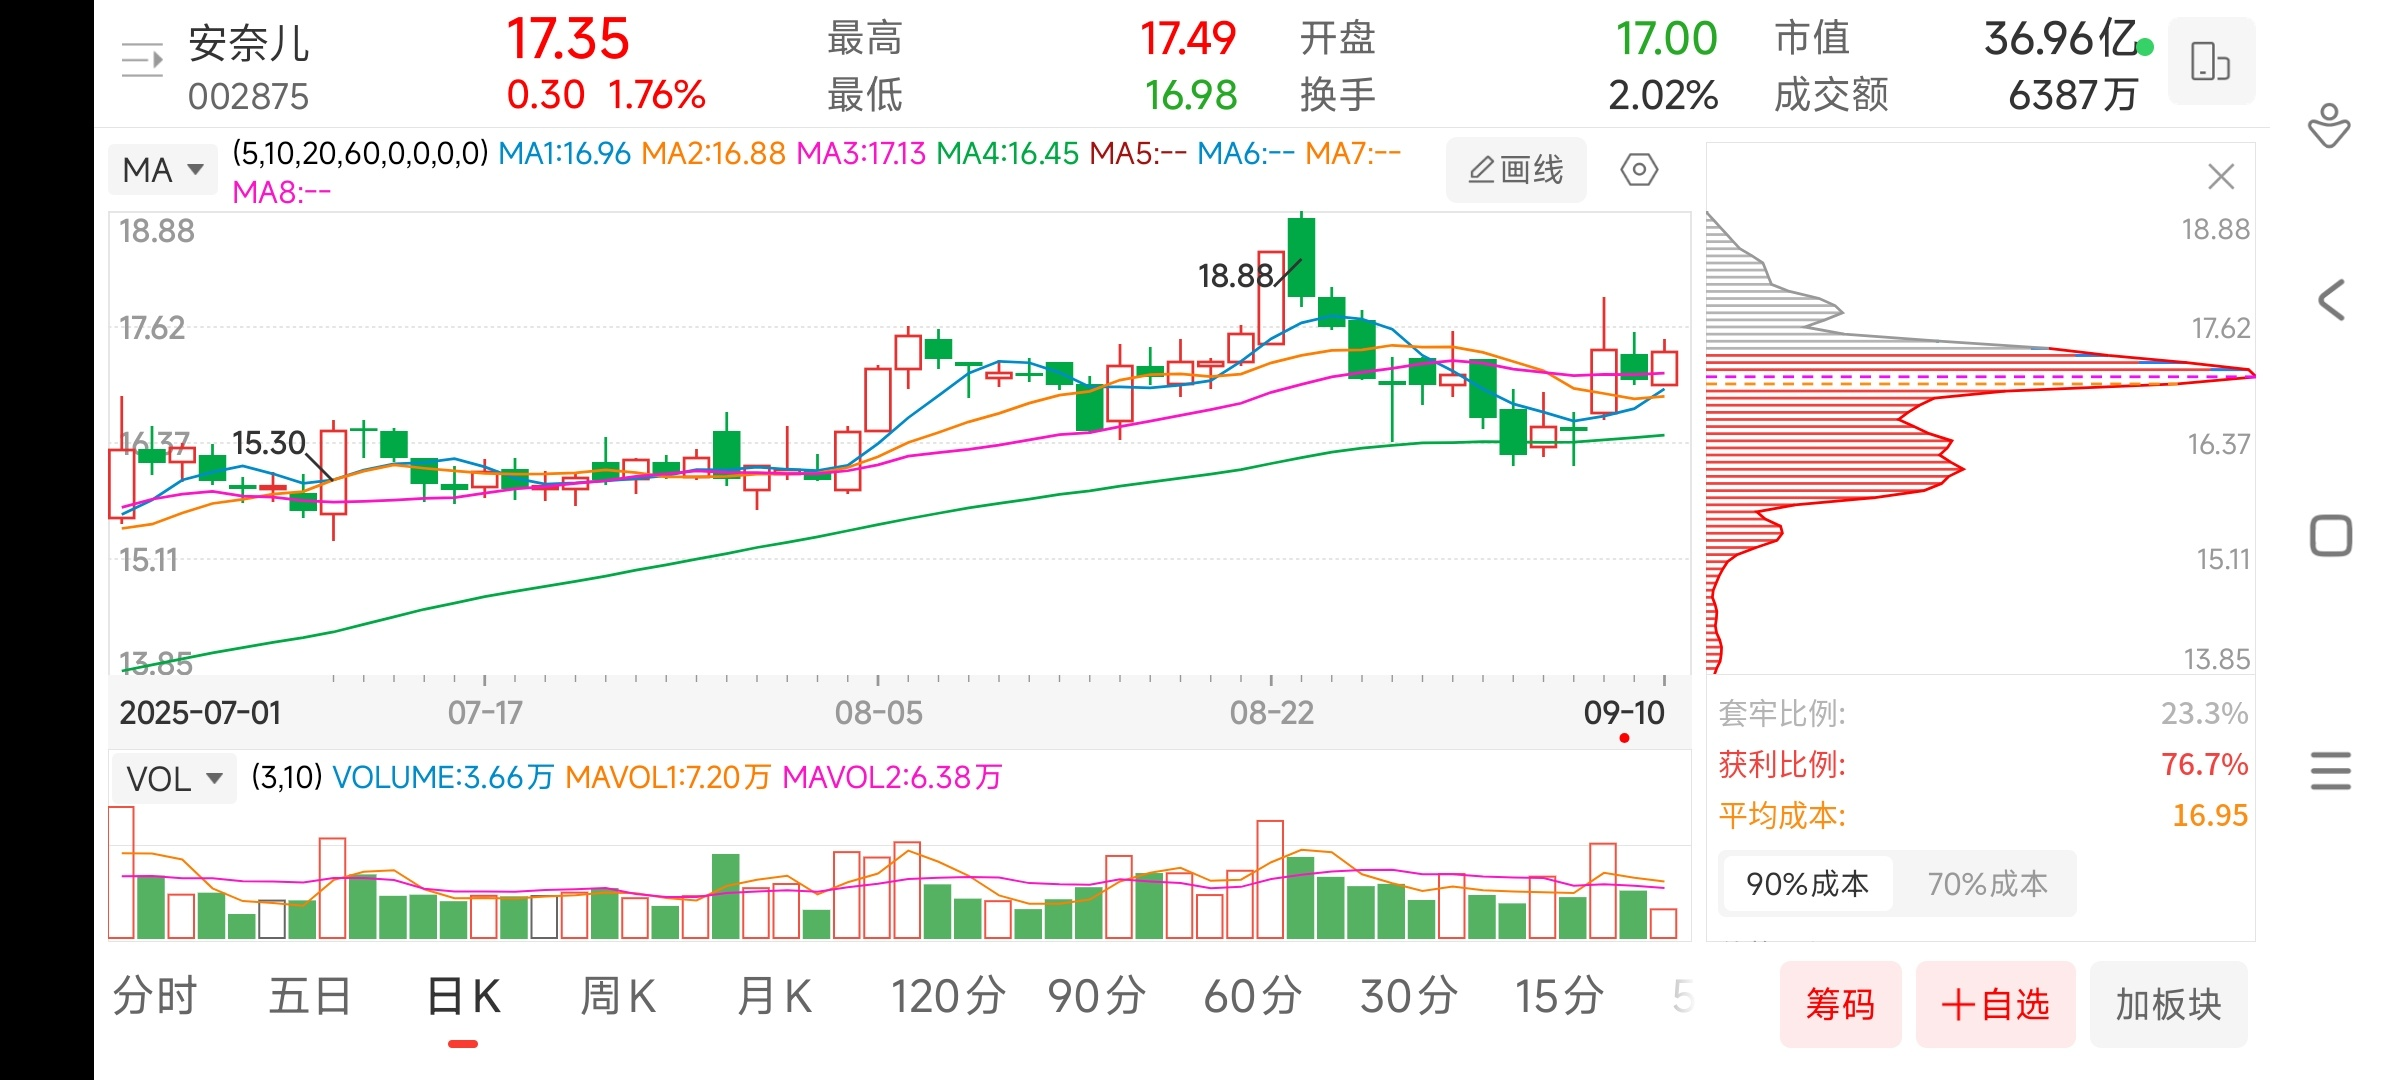 安奈儿 17.35 最高 17.49 开盘 17.00 市值 36.96亿
002875 0.30 1.76% 最低 16.98 换手 2.02% 成交额 6387万
MA (5,10,20,60,0,0,0,0) MA1:16.96 MA2:16.88 MA3:17.13 MA4:16.45 MA5:-- MA6:-- MA7:--
MA8:--
画线
18.88
17.62
16.37
15.11
13.85
15.30
18.88
2025-07-01 07-17 08-05 08-22 09-10
18.88
17.62
16.37
15.11
13.85
套牢比例: 23.3%
获利比例: 76.7%
平均成本: 16.95
90%成本 70%成本
VOL (3,10) VOLUME:3.66万 MAVOL1:7.20万 MAVOL2:6.38万
分时 五日 日K 周K 月K 120分 90分 60分 30分 15分 5
筹码 十自选 加板块